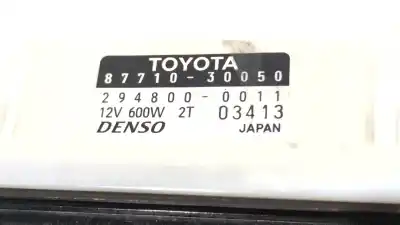 TOYOTA
87710-30050
294800-0011
12V 600W 2T 03413
DENSO JAPAN